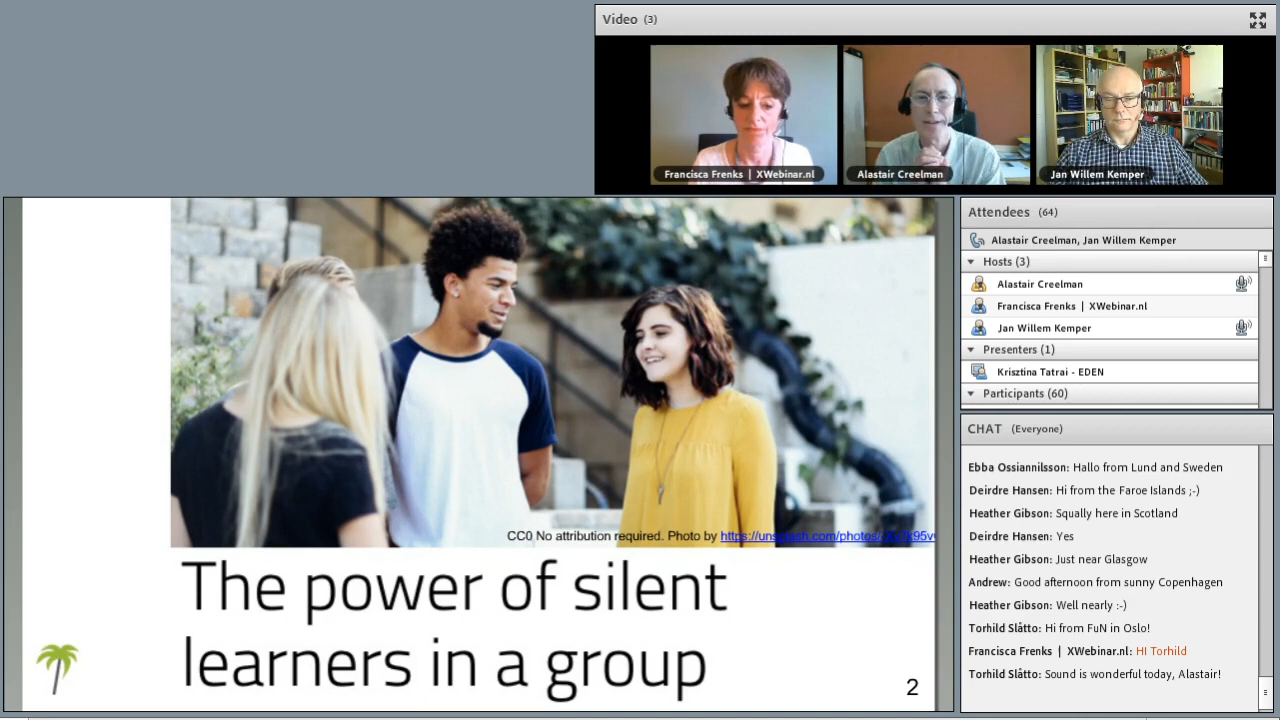 Video (3)
Francisca Frenks | XWebinar.nl
Alastair Creelman
Jan Willem Kemper
CC0 No attribution required. Photo by https://unsplash.com/photos/
The power of silent
learners in a group
2
Attendees (64)
Alastair Creelman, Jan Willem Kemper
Hosts (3)
Alastair Creelman
Francisca Frenks | XWebinar.nl
Jan Willem Kemper
Presenters (1)
Krisztina Tatrai - EDEN
Participants (60)
CHAT (Everyone)
Ebba Ossiannilsson: Hallo from Lund and Sweden
Deirdre Hansen: Hi from the Faroe Islands ;-)
Heather Gibson: Squally here in Scotland
Deirdre Hansen: Yes
Heather Gibson: Just near Glasgow
Andrew: Good afternoon from sunny Copenhagen
Heather Gibson: Well nearly :-)
Torhild Slåtto: Hi from FuN in Oslo!
Francisca Frenks | XWebinar.nl: HI Torhild
Torhild Slåtto: Sound is wonderful today, Alastair!